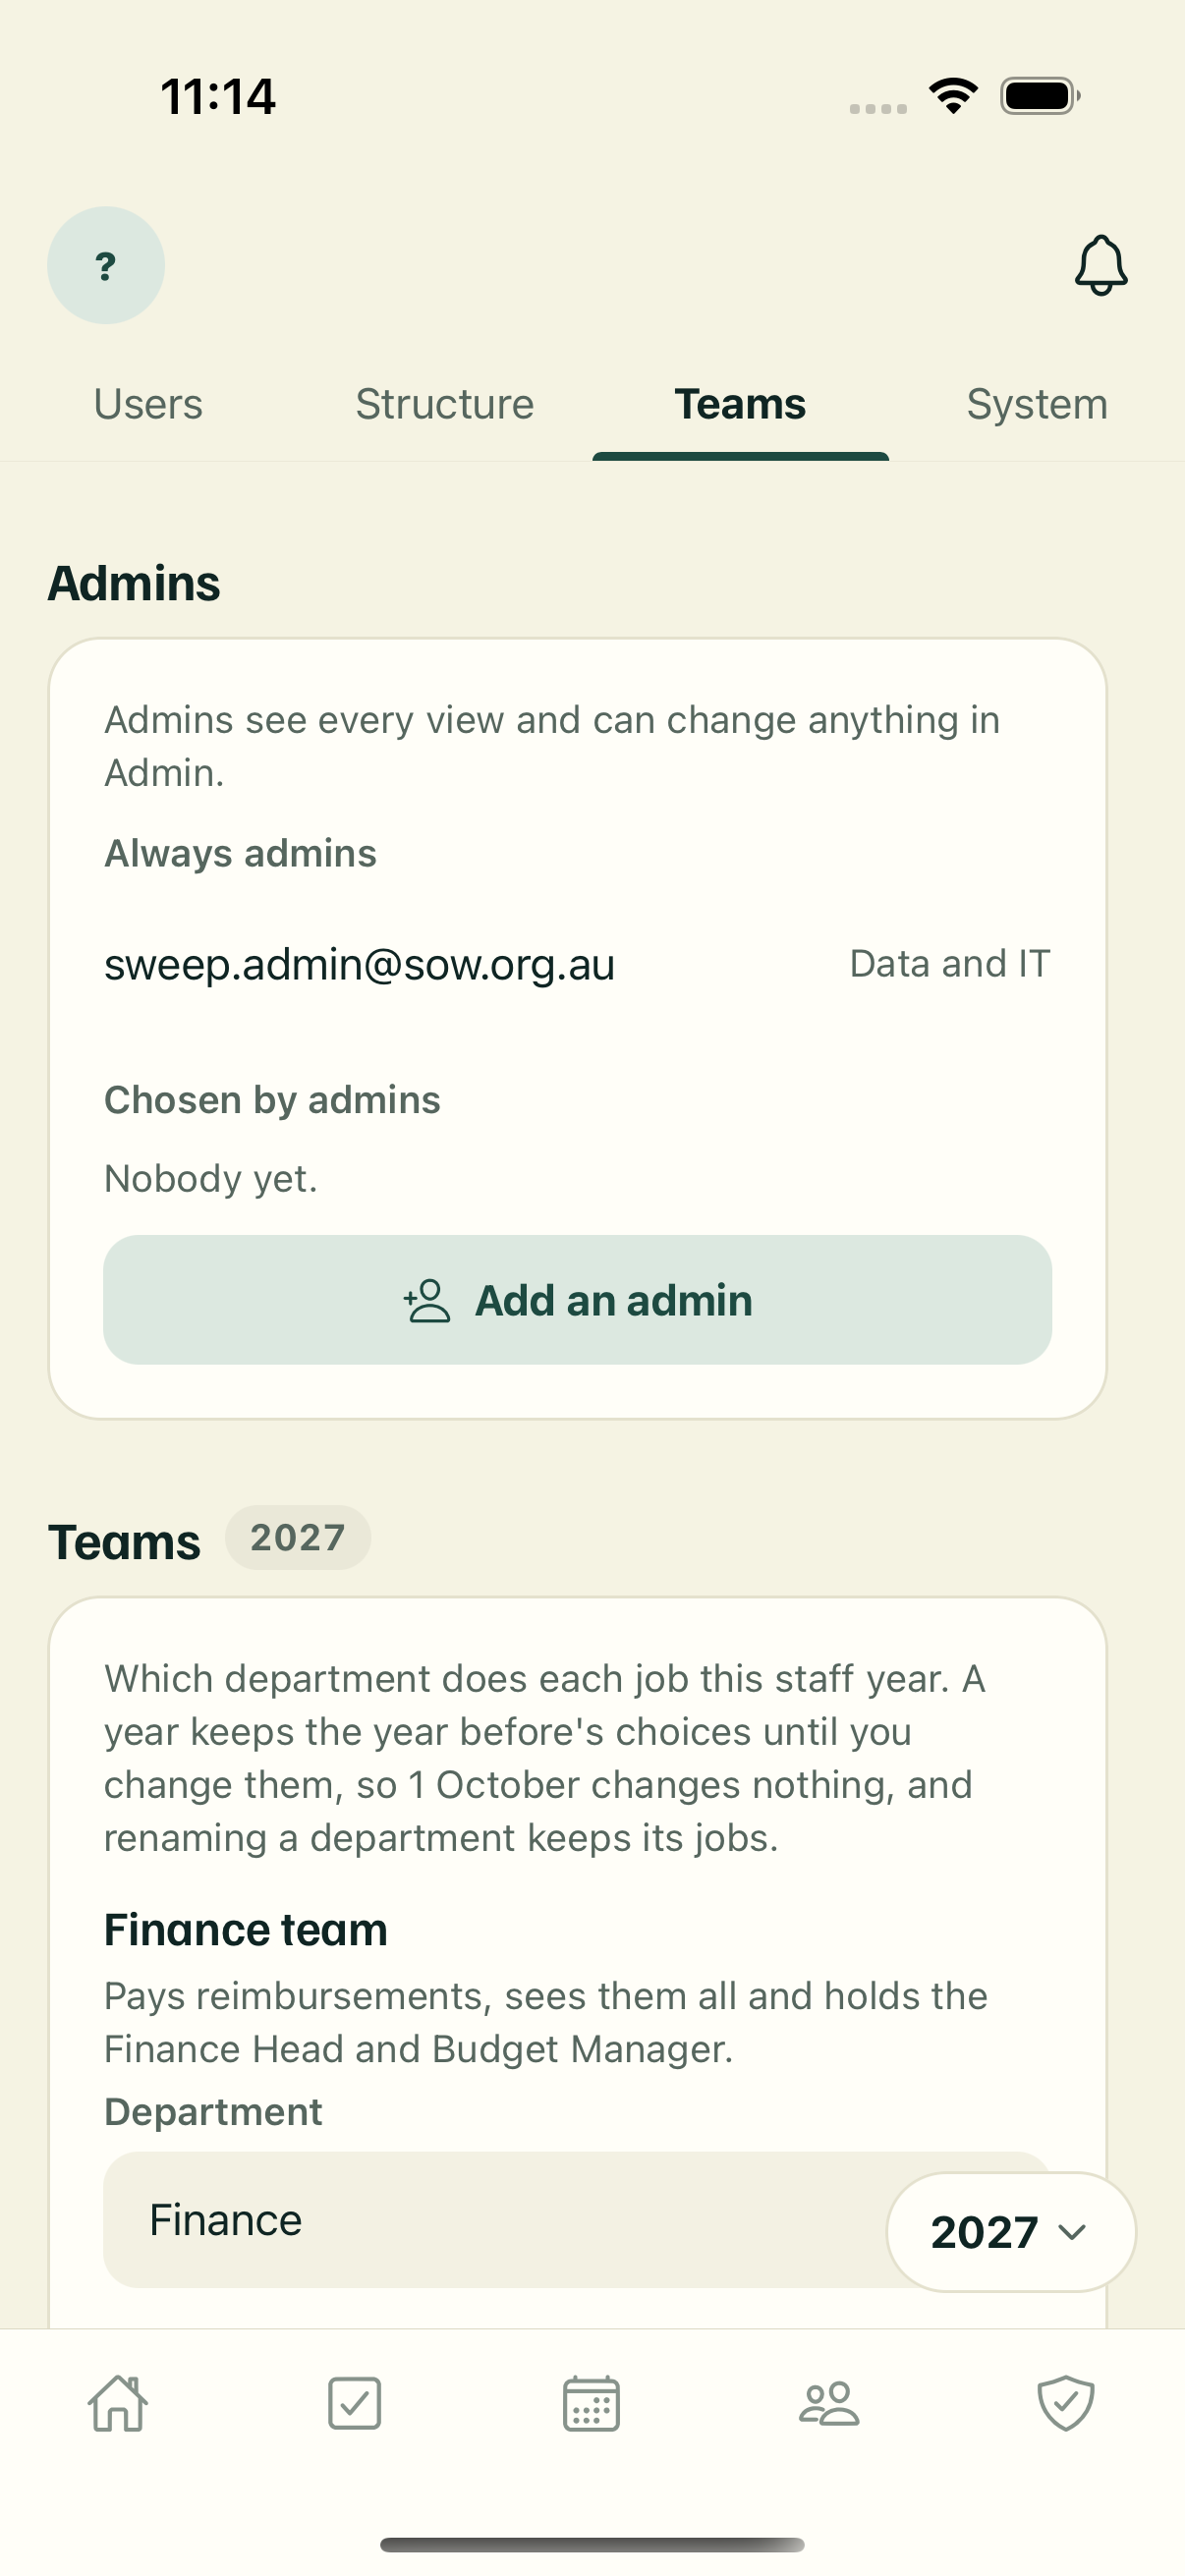 11:14
?
Users
Structure
Teams
System
Admins
Admins see every view and can change anything in
Admin.
Always admins
sweep.admin@sow.org.au
Data and IT
Chosen by admins
Nobody yet.
Add an admin
Teams
2027
Which department does each job this staff year. A
year keeps the year before's choices until you
change them, so 1 October changes nothing, and
renaming a department keeps its jobs.
Finance team
Pays reimbursements, sees them all and holds the
Finance Head and Budget Manager.
Department
Finance
2027